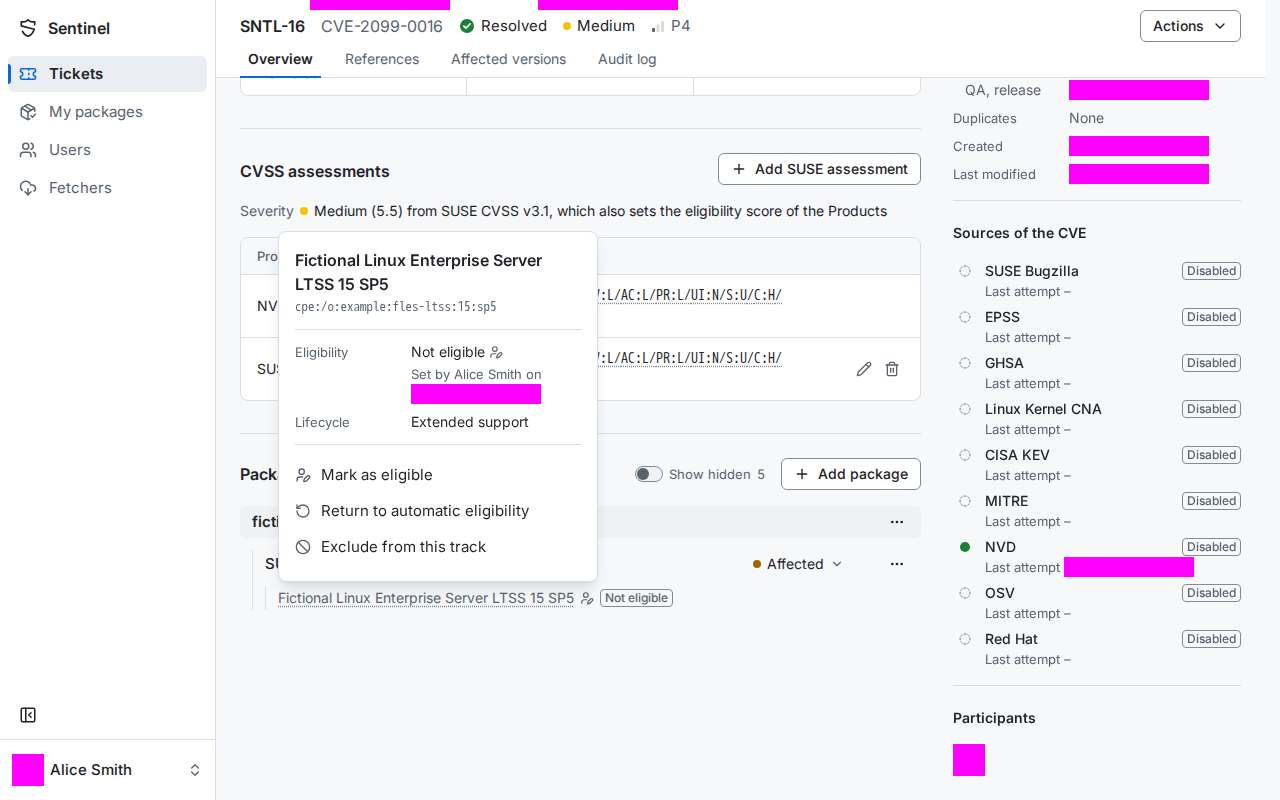 Sentinel
Tickets
My packages
Users
Fetchers
Alice Smith
SNTL-16 CVE-2099-0016 Resolved Medium P4
Actions
Overview References Affected versions Audit log
CVSS assessments
Add SUSE assessment
Severity Medium (5.5) from SUSE CVSS v3.1, which also sets the eligibility score of the Products
:L/AC:L/PR:L/UI:N/S:U/C:H/
:L/AC:L/PR:L/UI:N/S:U/C:H/
Fictional Linux Enterprise Server
LTSS 15 SP5
cpe:/o:example:fles-ltss:15:sp5
Eligibility Not eligible
Set by Alice Smith on
Lifecycle Extended support
Mark as eligible
Return to automatic eligibility
Exclude from this track
Show hidden 5
Add package
Affected
Fictional Linux Enterprise Server LTSS 15 SP5 Not eligible
QA, release
Duplicates None
Created
Last modified
Sources of the CVE
SUSE Bugzilla Disabled
Last attempt –
EPSS Disabled
Last attempt –
GHSA Disabled
Last attempt –
Linux Kernel CNA Disabled
Last attempt –
CISA KEV Disabled
Last attempt –
MITRE Disabled
Last attempt –
NVD Disabled
Last attempt
OSV Disabled
Last attempt –
Red Hat Disabled
Last attempt –
Participants